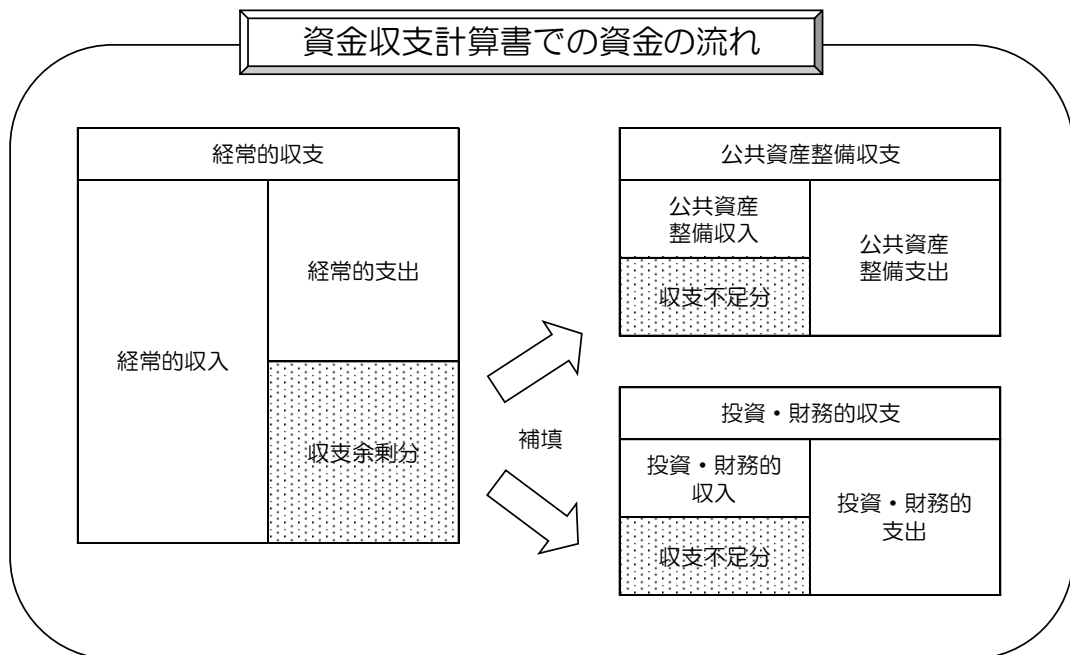 資金収支計算書での資金の流れ
経常的収支
経常的収入
経常的支出
収支余剰分
補填
公共資産整備収支
公共資産
整備収入
収支不足分
公共資産
整備支出
投資・財務的収支
投資・財務的
収入
収支不足分
投資・財務的
支出